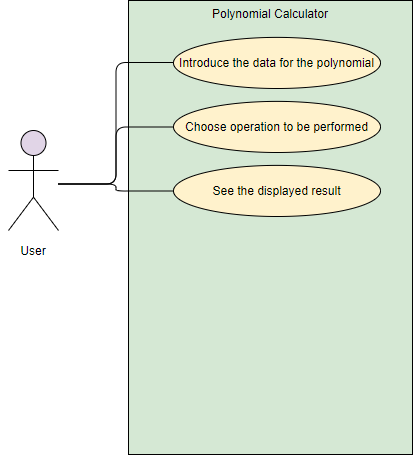 Polynomial Calculator
Introduce the data for the polynomial
Choose operation to be performed
See the displayed result
User